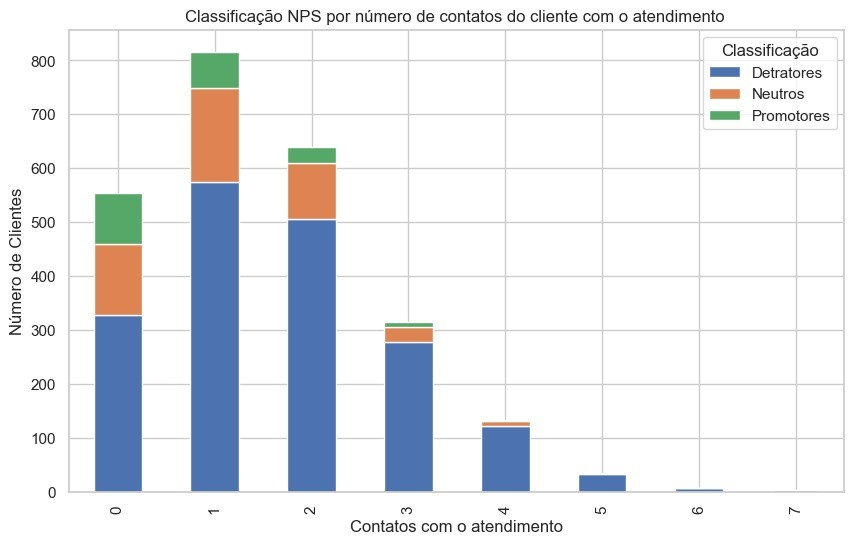 Classificação NPS por número de contatos do cliente com o atendimento
Classificação
Detratores
Neutros
Promotores
Número de Clientes
800
700
600
500
400
300
200
100
0
0 1 2 3 4 5 6 7
Contatos com o atendimento